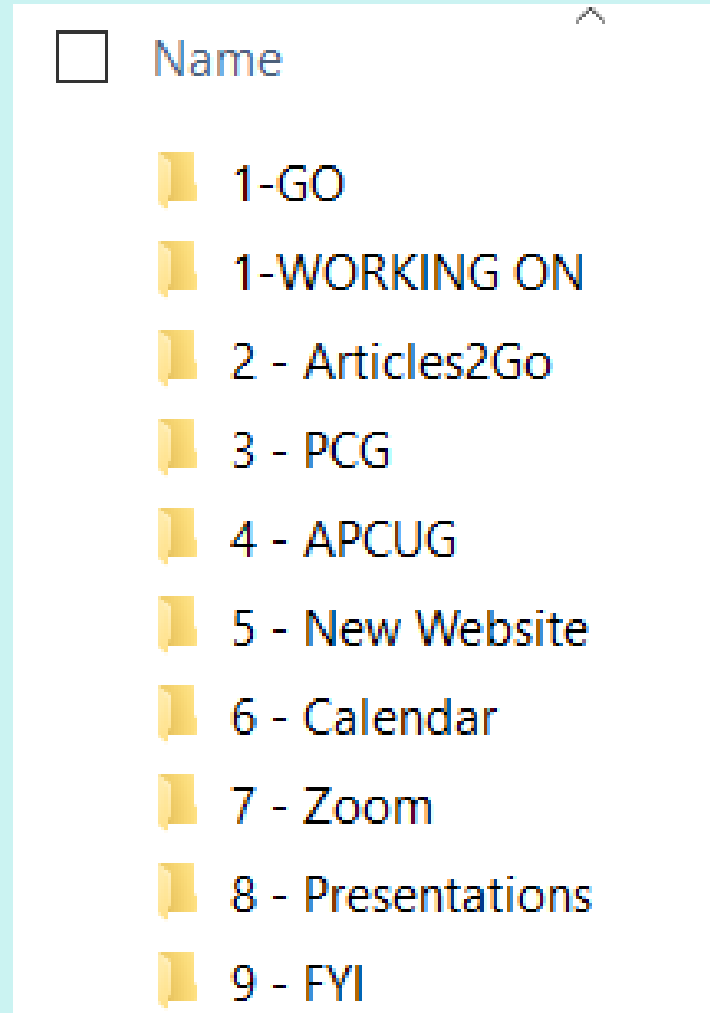 Name
1-GO
1-WORKING ON
2 - Articles2Go
3 - PCG
4 - APCUG
5 - New Website
6 - Calendar
7 - Zoom
8 - Presentations
9 - FYI